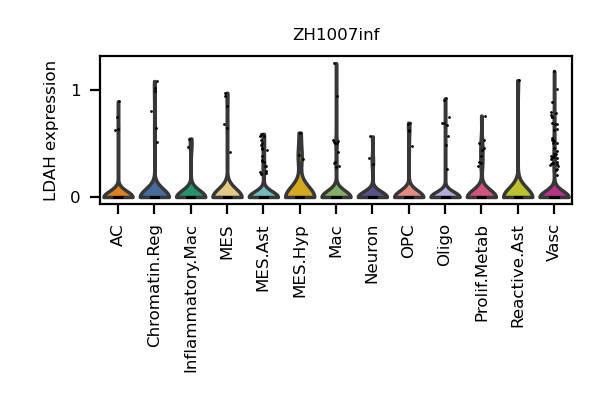 ZH1007inf
LDAH expression
1
0
AC
Chromatin.Reg
Inflammatory.Mac
MES
MES.Ast
MES.Hyp
Mac
Neuron
OPC
Oligo
Prolif.Metab
Reactive.Ast
Vasc